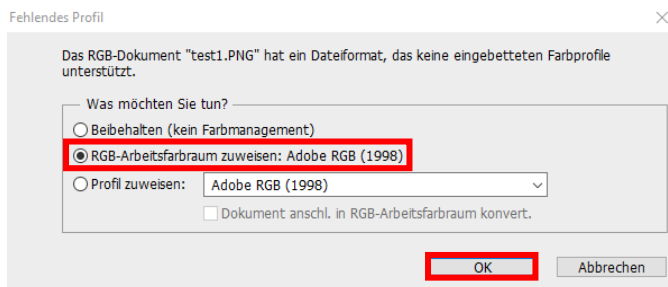 Fehlendes Profil
Das RGB-Dokument "test1.PNG" hat ein Dateiformat, das keine eingebetteten Farbprofile
unterstützt.
Was möchten Sie tun?
Beibehalten (kein Farbmanagement)
RGB-Arbeitsfarbraum zuweisen: Adobe RGB (1998)
Profil zuweisen: Adobe RGB (1998)
Dokument anschl. in RGB-Arbeitsfarbraum konvert.
OK Abbrechen